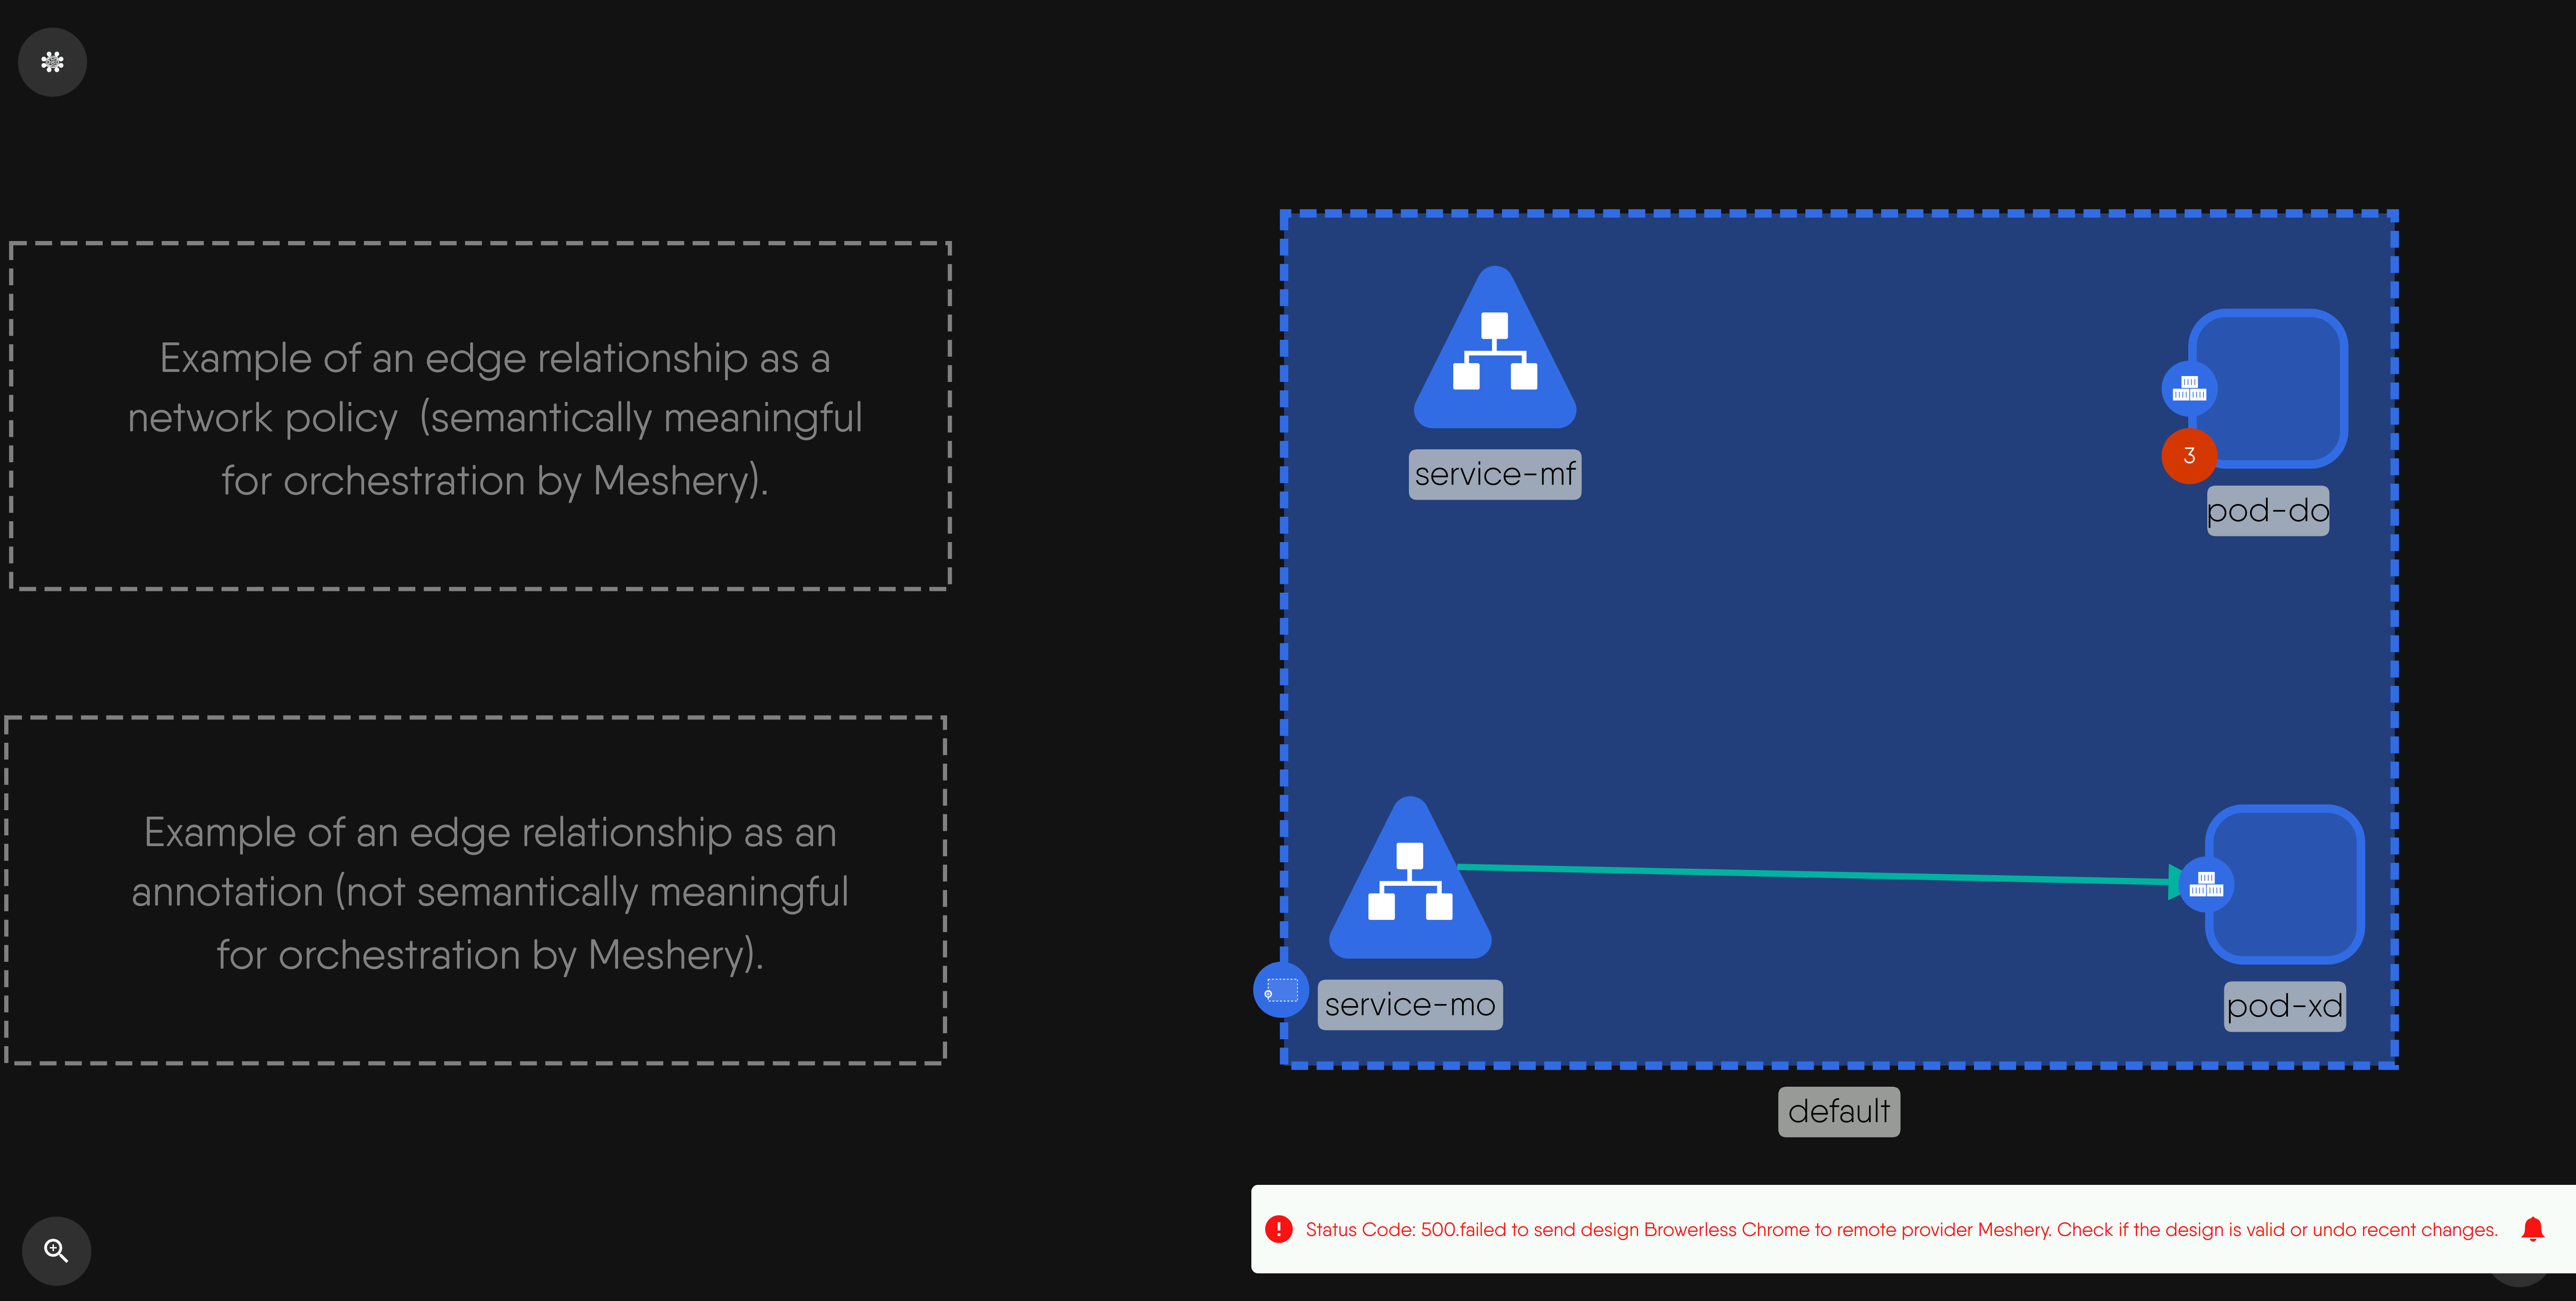 Example of an edge relationship as a
network policy  (semantically meaningful
for orchestration by Meshery).
Example of an edge relationship as an
annotation (not semantically meaningful
for orchestration by Meshery).
service-mf
3
pod-do
service-mo
pod-xd
default
Status Code: 500.failed to send design Browerless Chrome to remote provider Meshery. Check if the design is valid or undo recent changes.